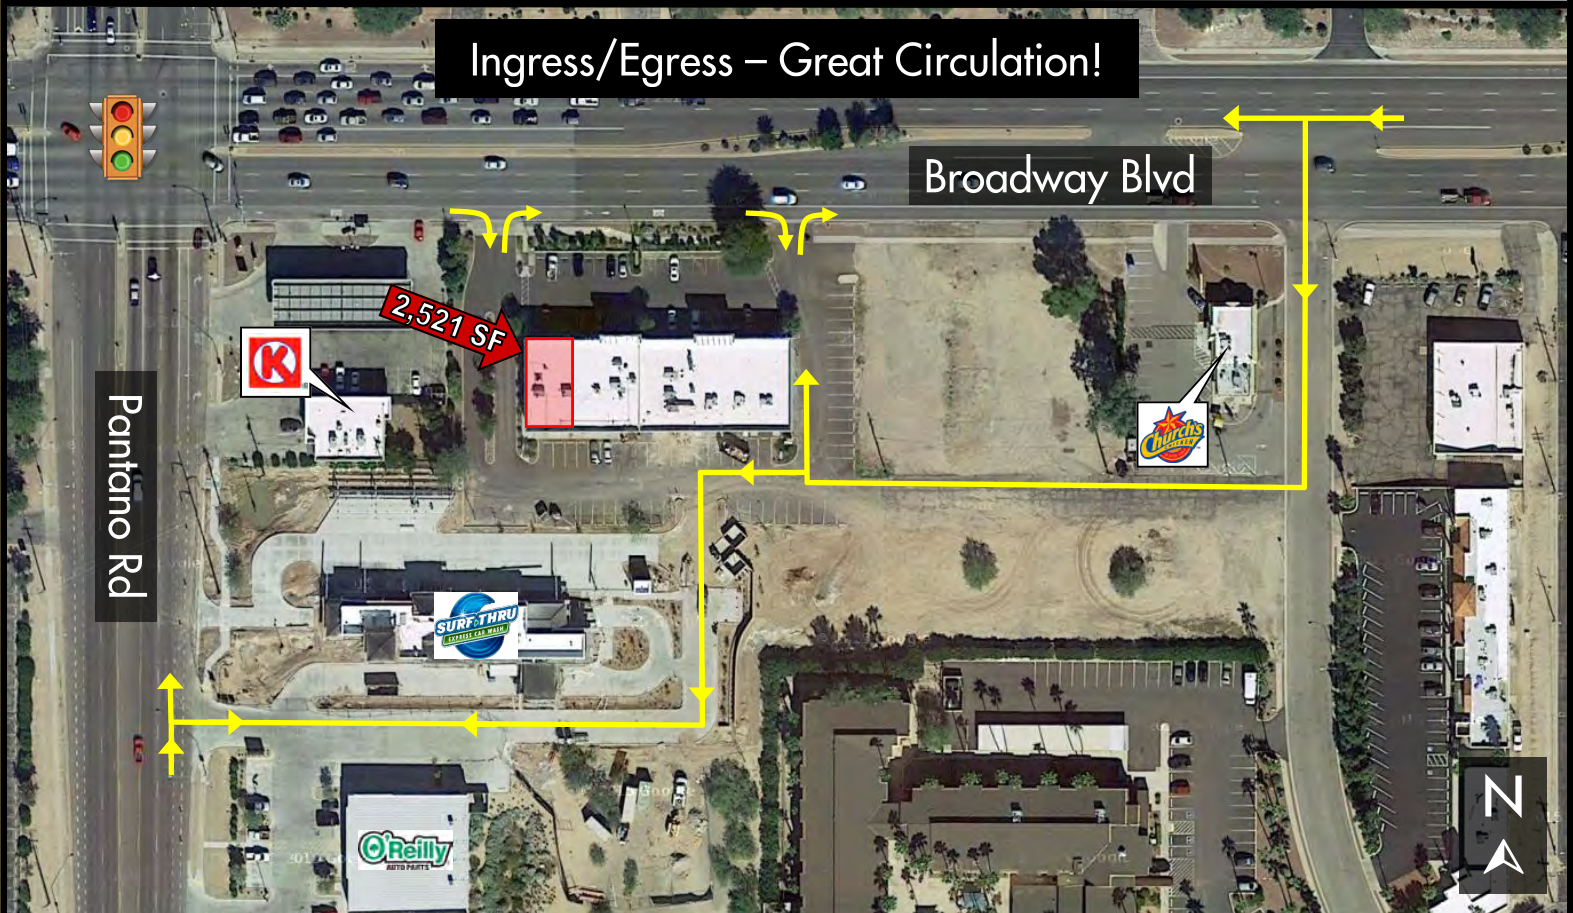 Ingress/Egress – Great Circulation!
Broadway Blvd
2,521 SF
K
Church's
CHICKEN
Pantano Rd
SURF THRU
EXPRESS CAR WASH
O'Reilly
AUTO PARTS
N